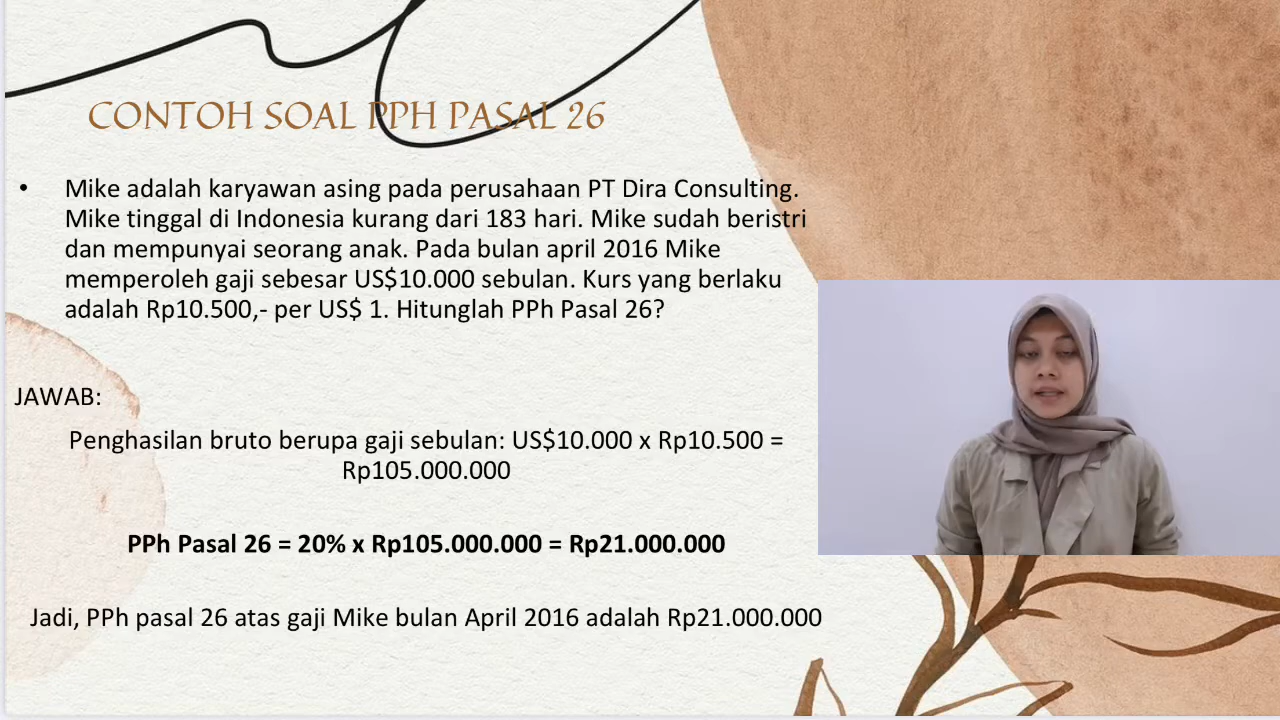 CONTOH SOAL PPH PASAL 26
• Mike adalah karyawan asing pada perusahaan PT Dira Consulting.
Mike tinggal di Indonesia kurang dari 183 hari. Mike sudah beristri
dan mempunyai seorang anak. Pada bulan april 2016 Mike
memperoleh gaji sebesar US$10.000 sebulan. Kurs yang berlaku
adalah Rp10.500,- per US$ 1. Hitunglah PPh Pasal 26?
JAWAB:
Penghasilan bruto berupa gaji sebulan: US$10.000 x Rp10.500 =
Rp105.000.000
PPh Pasal 26 = 20% x Rp105.000.000 = Rp21.000.000
Jadi, PPh pasal 26 atas gaji Mike bulan April 2016 adalah Rp21.000.000